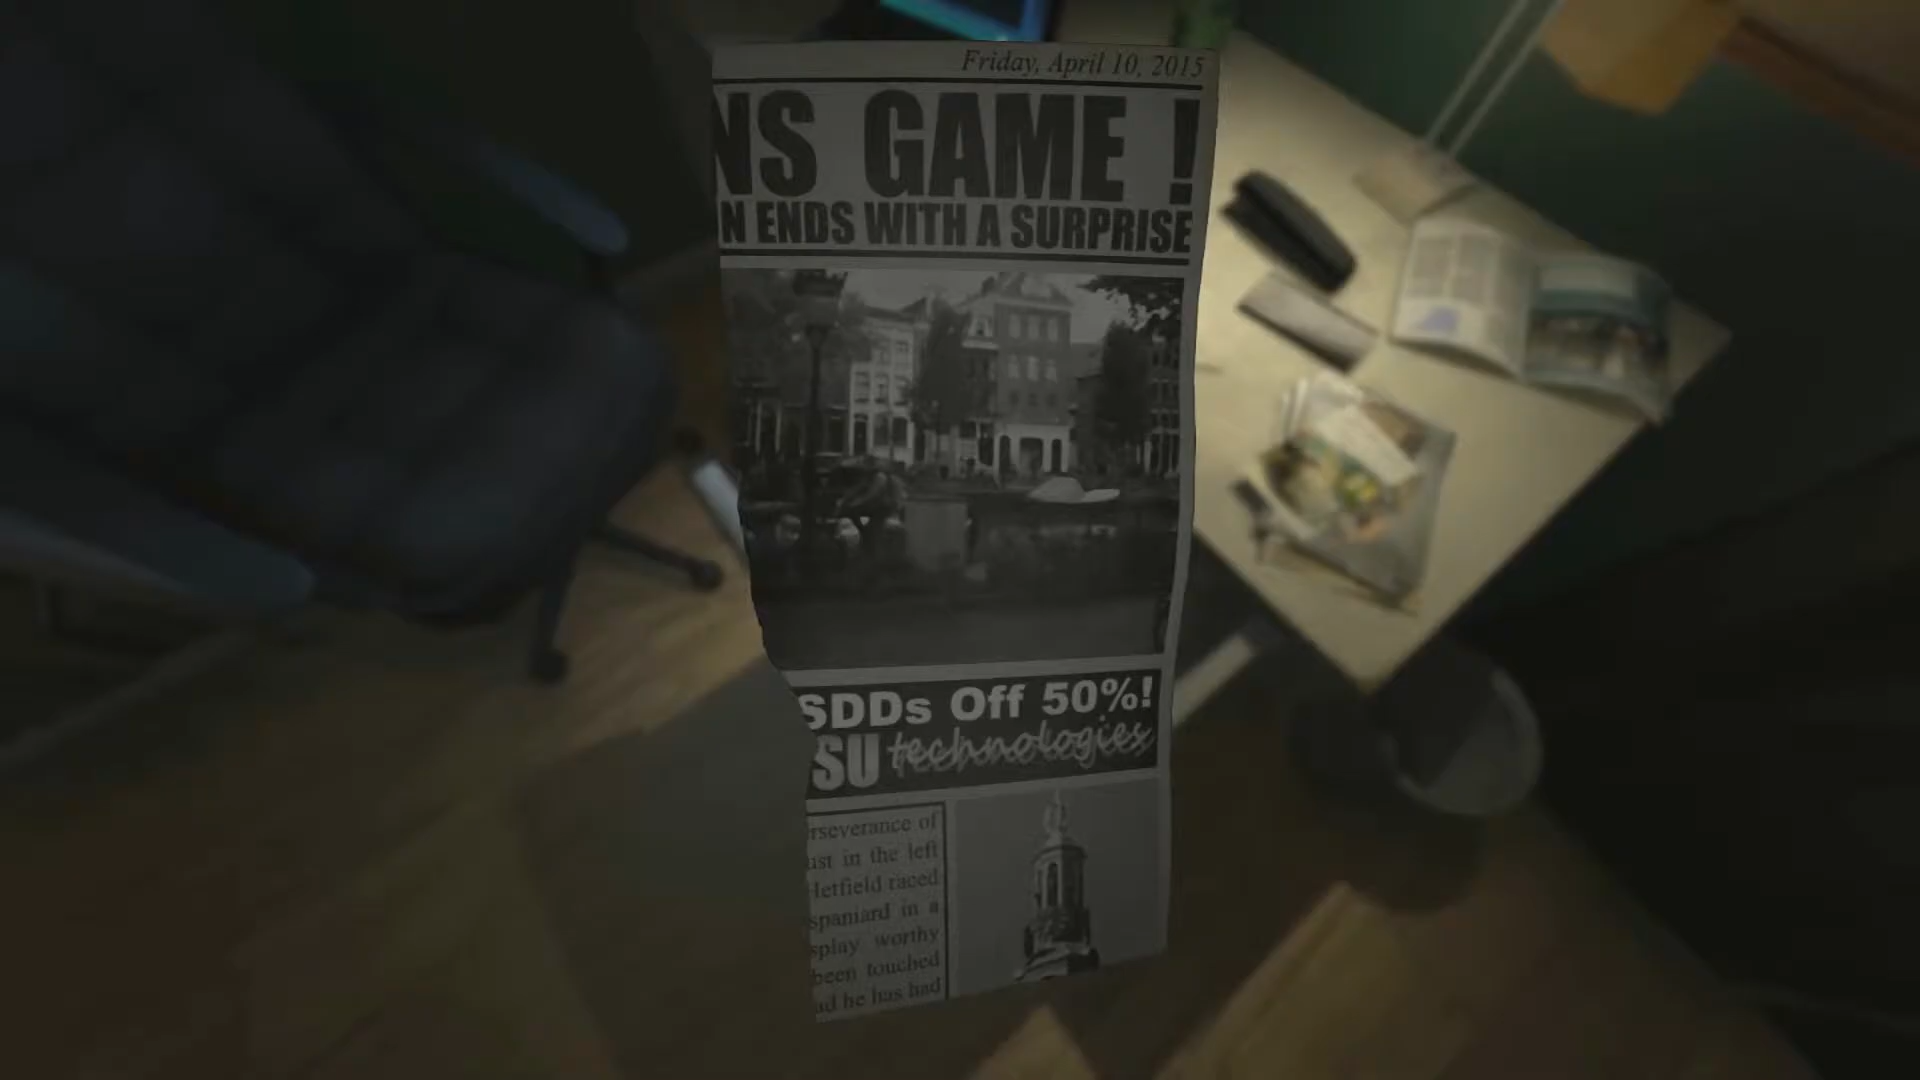 Friday, April 10, 2015
NS GAME !
N ENDS WITH A SURPRISE
SDDs Off 50%!
SU technologies
rseverance of
ust in the left
Hetfield raced
spaniard in a
splay worthy
been touched
ad he has had